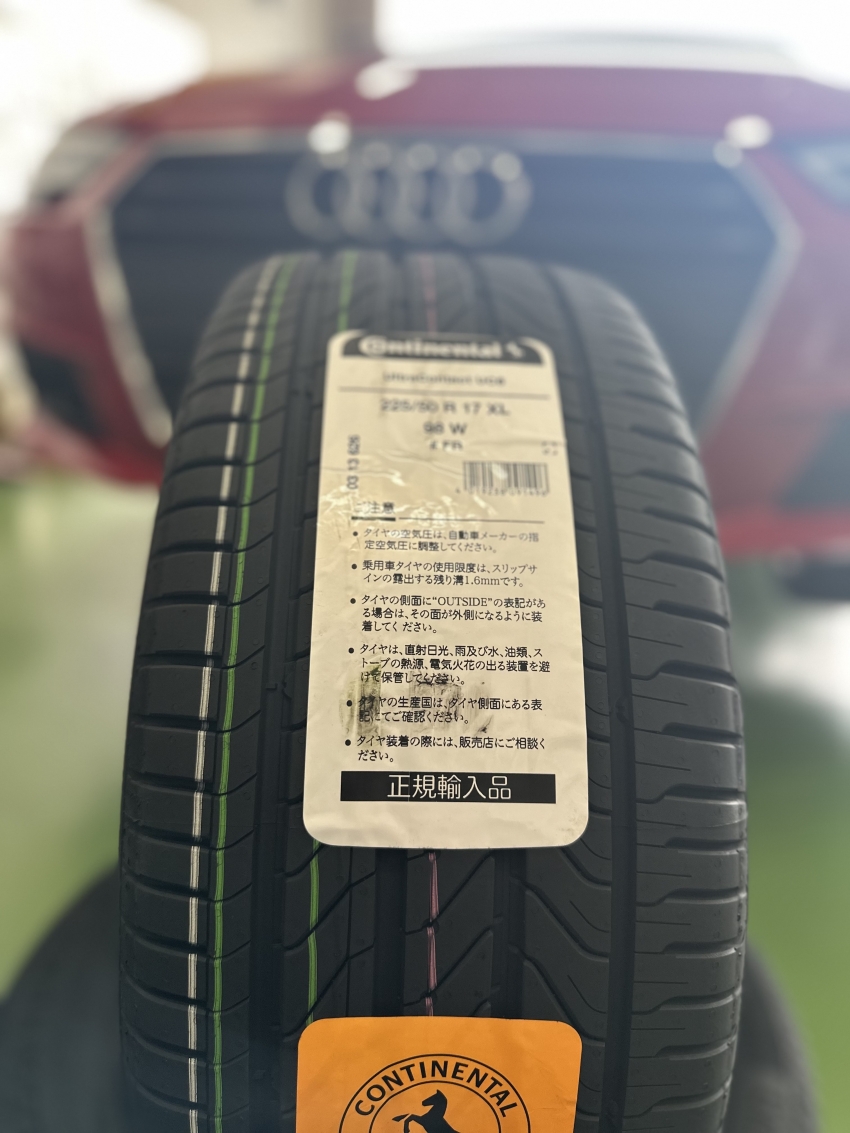 Continental
UltraContact UC6
225/50 R 17 XL
98 W
03 13 626
ご注意
● タイヤの空気圧は、自動車メーカーの指
定空気圧に調整してください。
● 乗用車タイヤの使用限度は、スリップサ
インの露出する残り溝1.6mmです。
● タイヤの側面に“OUTSIDE”の表記があ
る場合は、その面が外側になるように装
着してください。
● タイヤは、直射日光、雨及び水、油類、ス
トーブの熱源、電気火花の出る装置を避
けて保管してください。
● タイヤの生産国は、タイヤ側面にある表
記にてご確認ください。
● タイヤ装着の際には、販売店にご相談く
ださい。
正規輸入品
CONTINENTAL